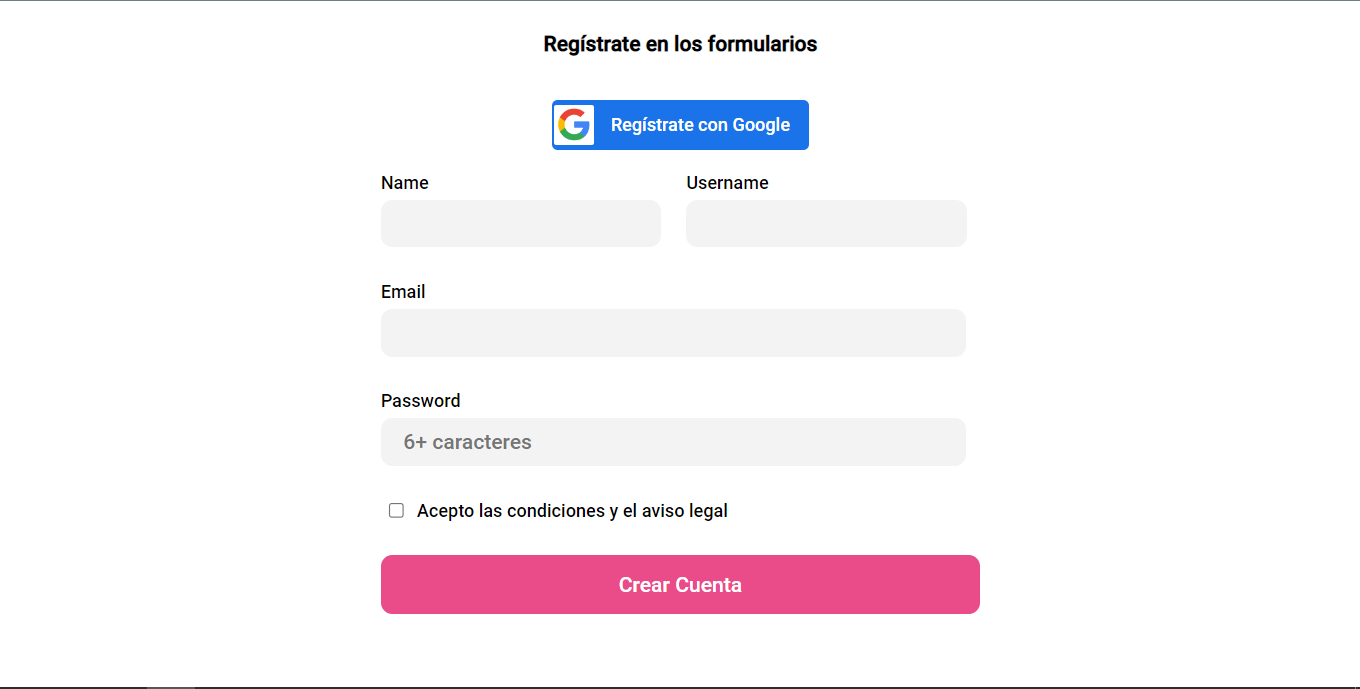 Regístrate en los formularios
Regístrate con Google
Name
Username
Email
Password
6+ caracteres
Acepto las condiciones y el aviso legal
Crear Cuenta